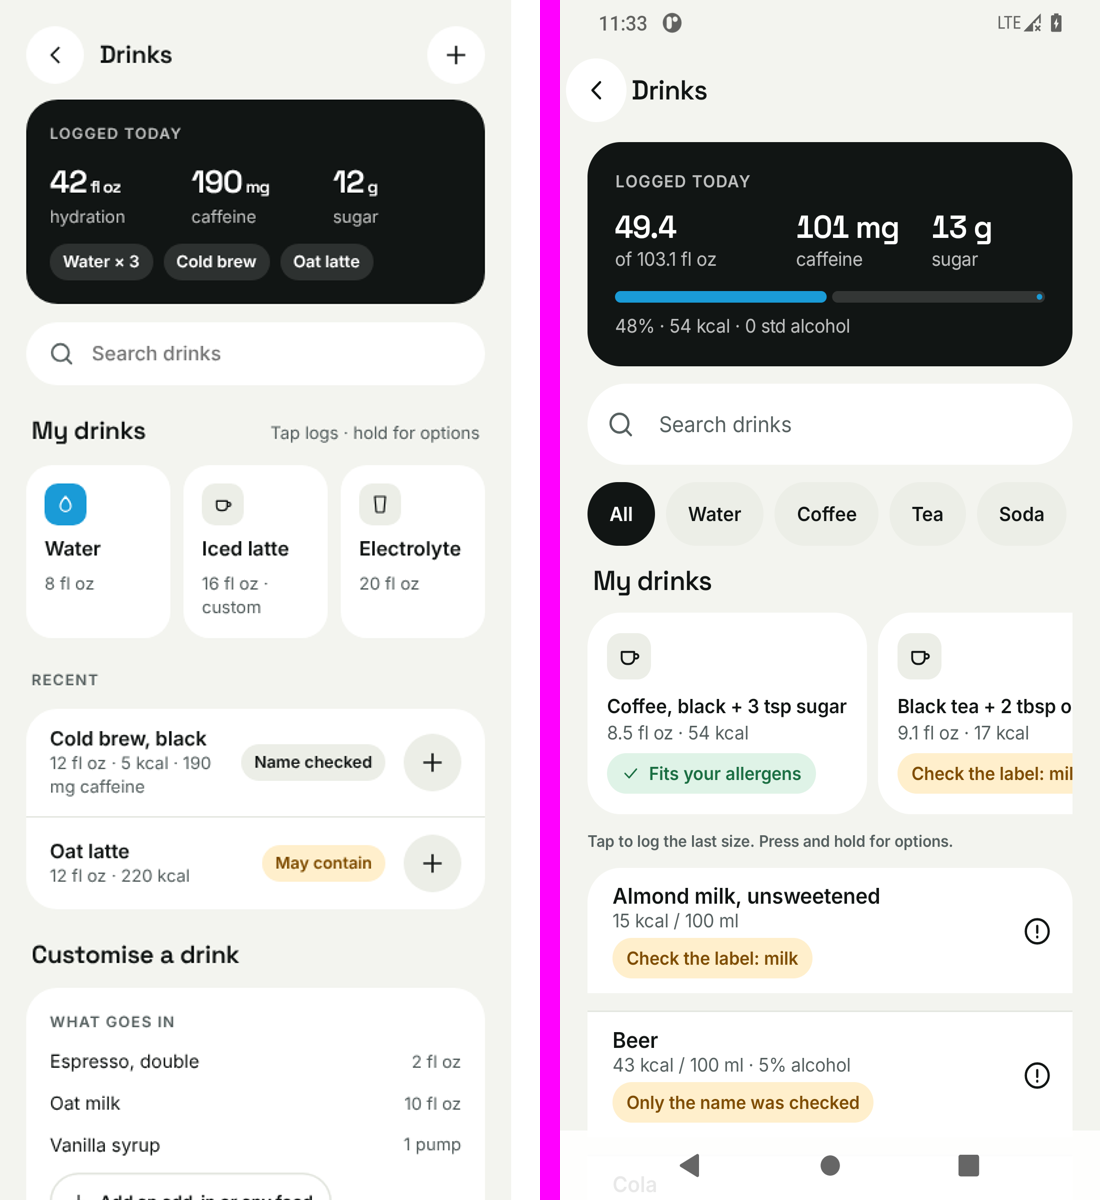 Drinks
LOGGED TODAY
42 fl oz
190 mg
12 g
hydration
caffeine
sugar
Water × 3
Cold brew
Oat latte
Search drinks
My drinks
Tap logs · hold for options
Water
8 fl oz
Iced latte
16 fl oz ·
custom
Electrolyte
20 fl oz
RECENT
Cold brew, black
12 fl oz · 5 kcal · 190
mg caffeine
Name checked
Oat latte
12 fl oz · 220 kcal
May contain
Customise a drink
WHAT GOES IN
Espresso, double
2 fl oz
Oat milk
10 fl oz
Vanilla syrup
1 pump
Add an add-in or any food
11:33
LTE
Drinks
LOGGED TODAY
49.4
101 mg
13 g
of 103.1 fl oz
caffeine
sugar
48% · 54 kcal · 0 std alcohol
Search drinks
All
Water
Coffee
Tea
Soda
My drinks
Coffee, black + 3 tsp sugar
8.5 fl oz · 54 kcal
Fits your allergens
Black tea + 2 tbsp o
9.1 fl oz · 17 kcal
Check the label: mil
Tap to log the last size. Press and hold for options.
Almond milk, unsweetened
15 kcal / 100 ml
Check the label: milk
Beer
43 kcal / 100 ml · 5% alcohol
Only the name was checked
Cola